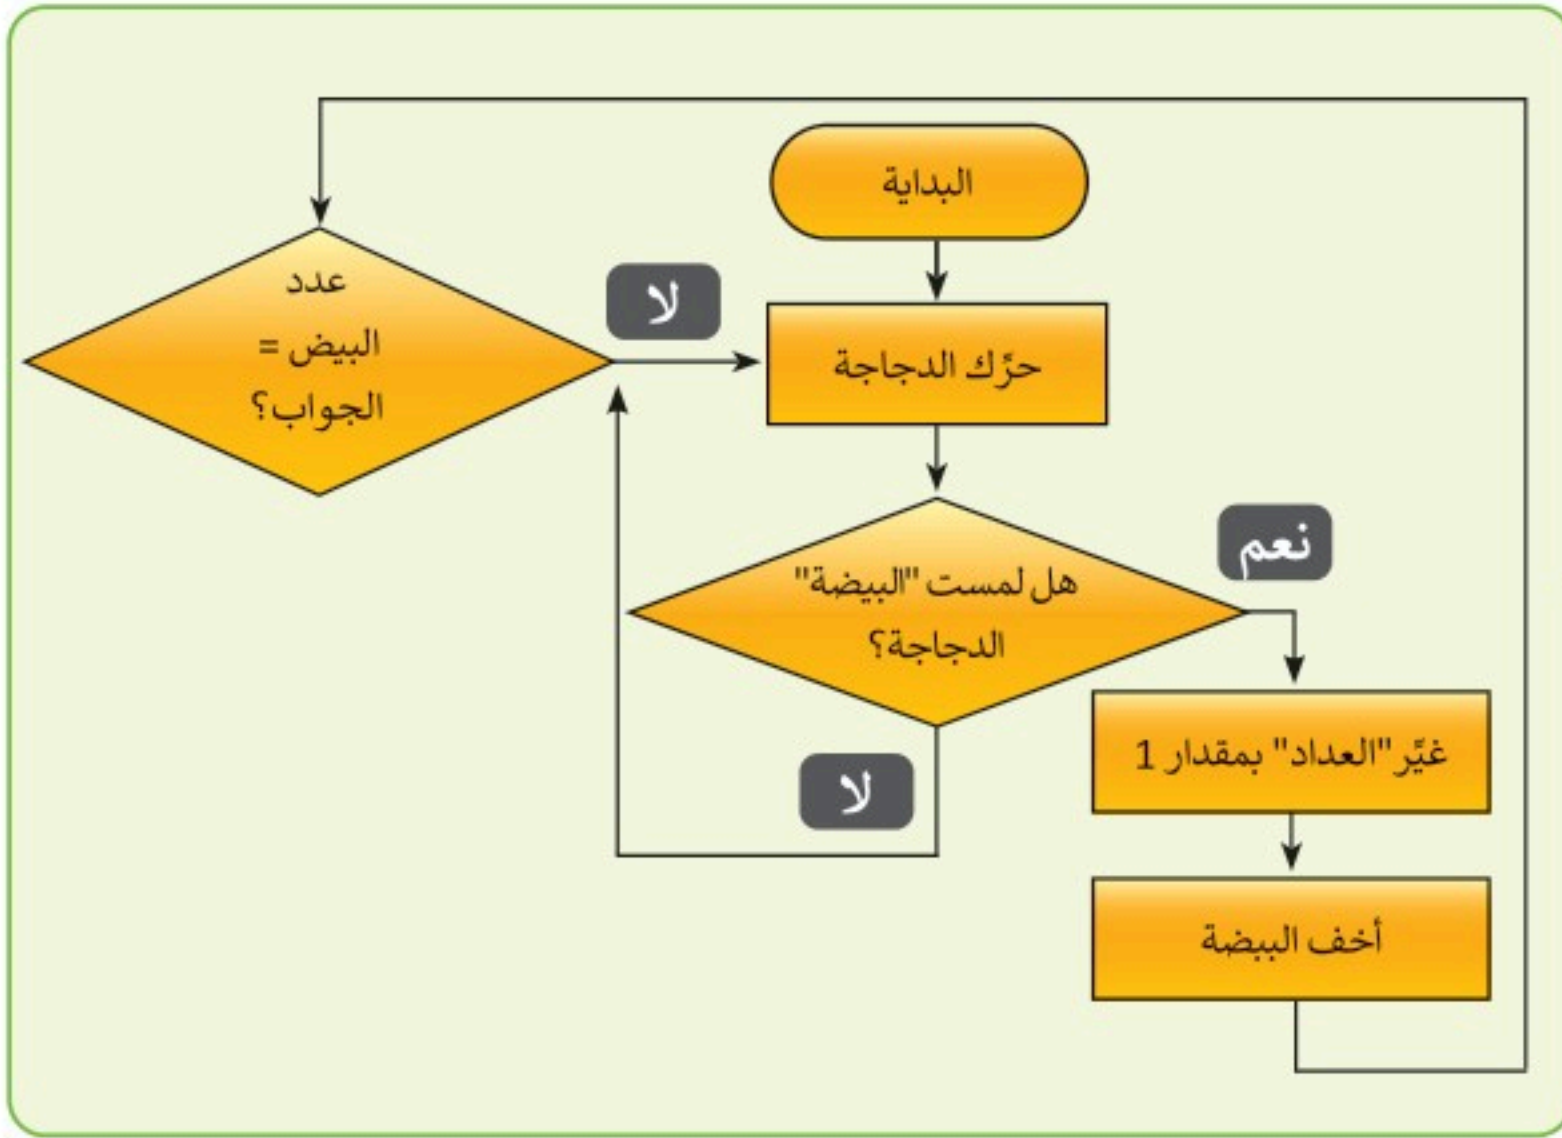 البداية
حرِّك الدجاجة
هل لمست "البيضة"
الدجاجة؟
نعم
غيِّر "العداد" بمقدار 1
أخف البيضة
لا
عدد
البيض =
الجواب؟
لا